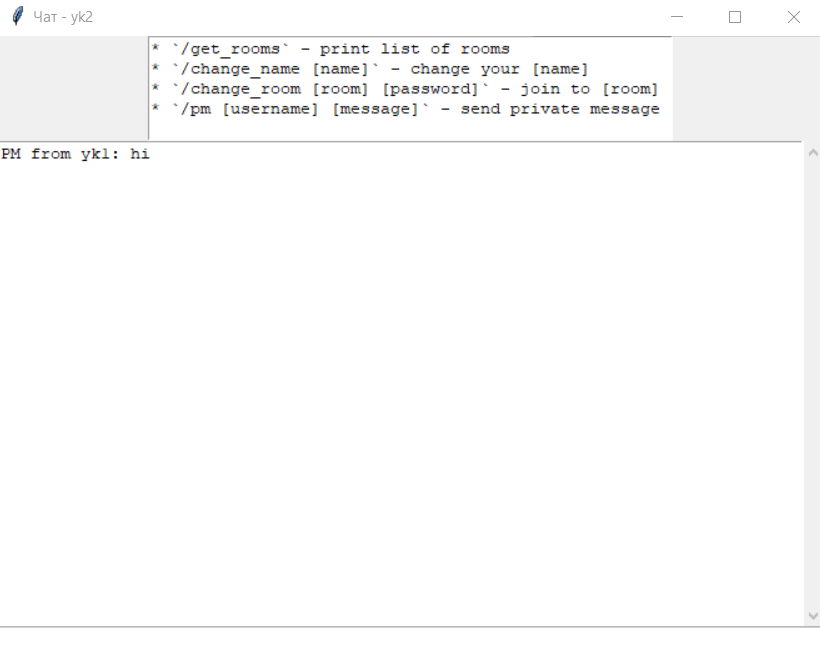 Чат - yk2
* `/get_rooms` - print list of rooms
* `/change_name [name]` - change your [name]
* `/change_room [room] [password]` - join to [room]
* `/pm [username] [message]` - send private message
PM from yk1: hi